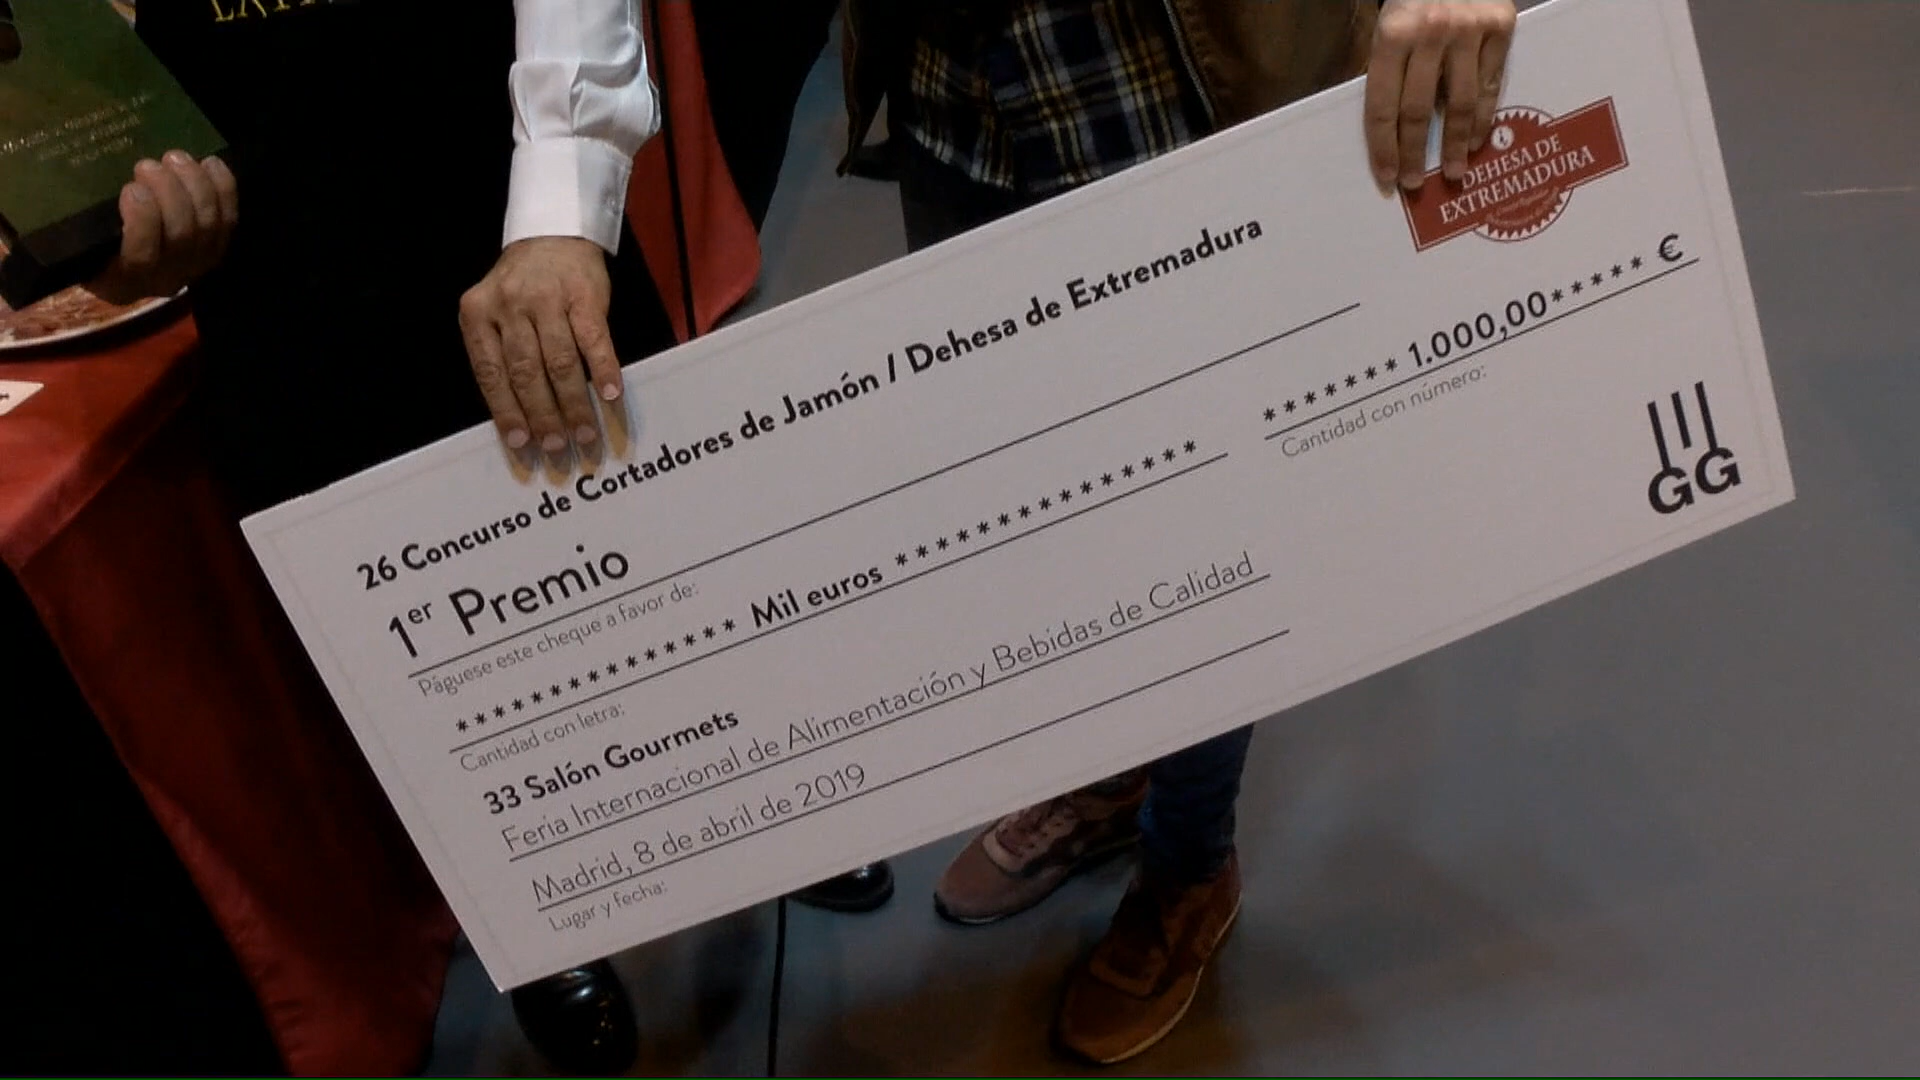 26 Concurso de Cortadores de Jamón / Dehesa de Extremadura
DEHESA DE
EXTREMADURA
1er Premio
Páguese este cheque a favor de:
************** Mil euros ***************
Cantidad con letra:
******* 1.000,00***** €
Cantidad con número:
33 Salón Gourmets
Feria Internacional de Alimentación y Bebidas de Calidad
Madrid, 8 de abril de 2019
Lugar y fecha:
GG